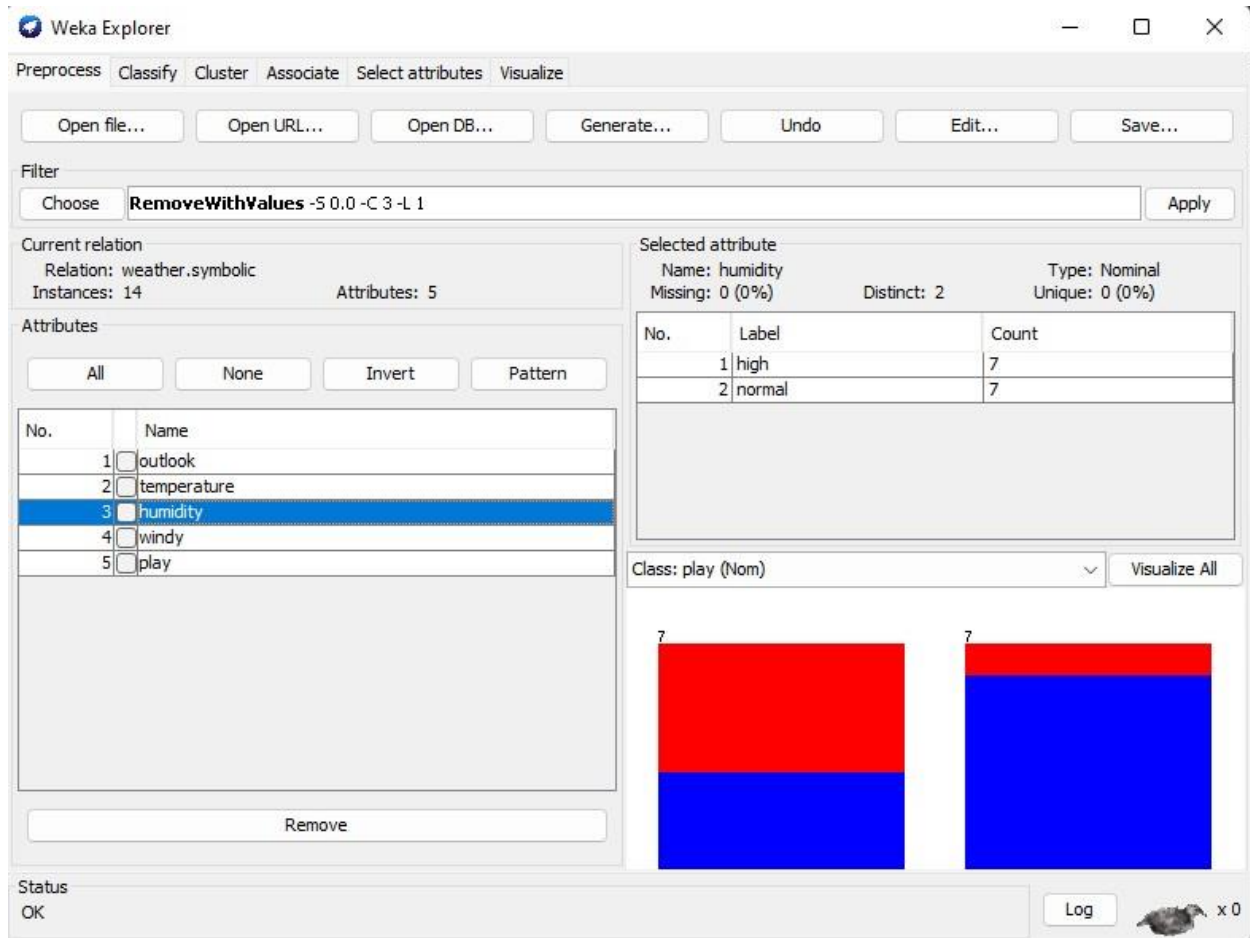 Weka Explorer
Preprocess Classify Cluster Associate Select attributes Visualize
Open file... Open URL... Open DB... Generate... Undo Edit... Save...
Filter
Choose RemoveWithValues -S 0.0 -C 3 -L 1 Apply
Current relation
Relation: weather.symbolic
Instances: 14 Attributes: 5
Attributes
All None Invert Pattern
No. Name
1 outlook
2 temperature
3 humidity
4 windy
5 play
Remove
Selected attribute
Name: humidity Type: Nominal
Missing: 0 (0%) Distinct: 2 Unique: 0 (0%)
No. Label Count
1 high 7
2 normal 7
Class: play (Nom) Visualize All
7 7
Status
OK
Log x 0